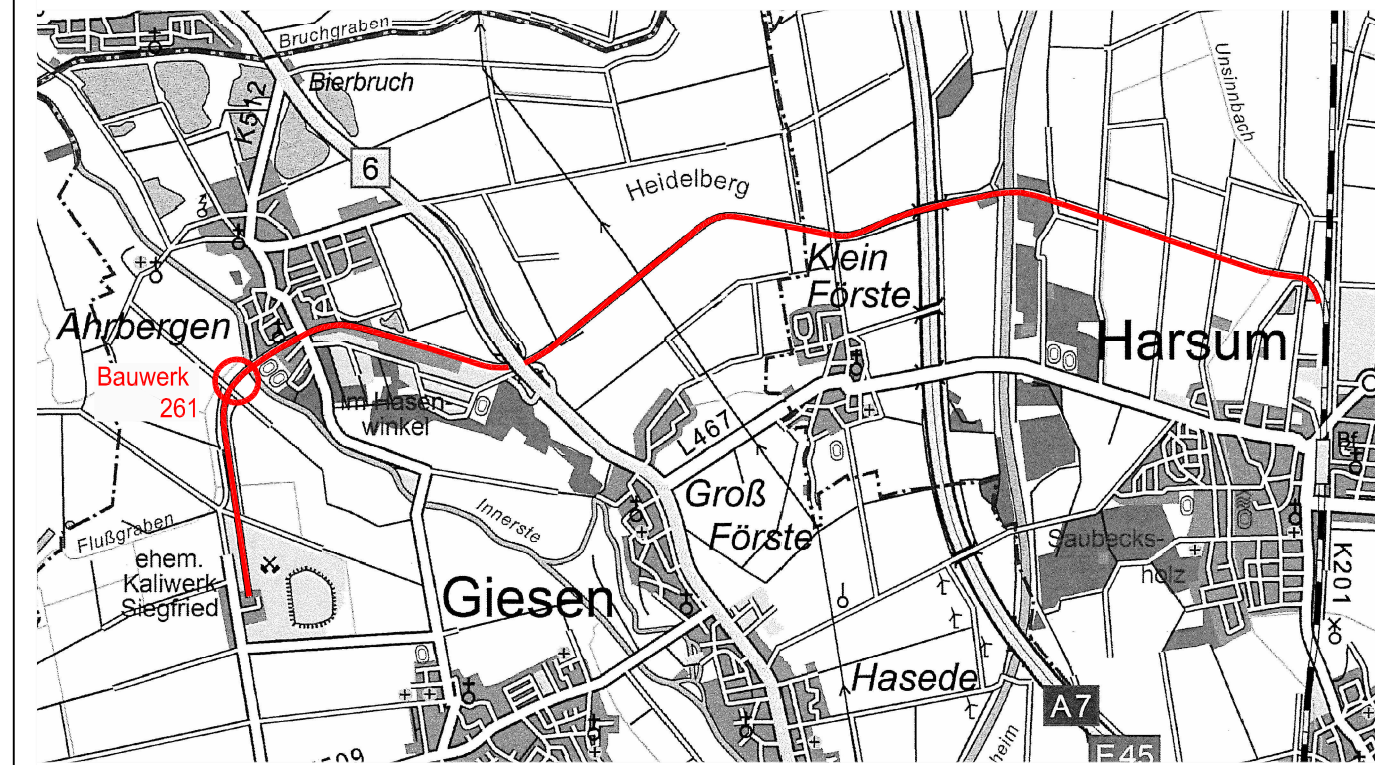 Bruchgraben
Bierbruch
K512
6
Unsinnbach
Heidelberg
Klein
Förste
Ahrbergen
Harsum
Bauwerk
261
Im Hasen-
winkel
L467
Bf
Groß
Förste
Innerste
Flußgraben
Saubecks-
holz
ehem.
Kaliwerk
Siegfried
Giesen
K201
Hasede
A7
heim
E45